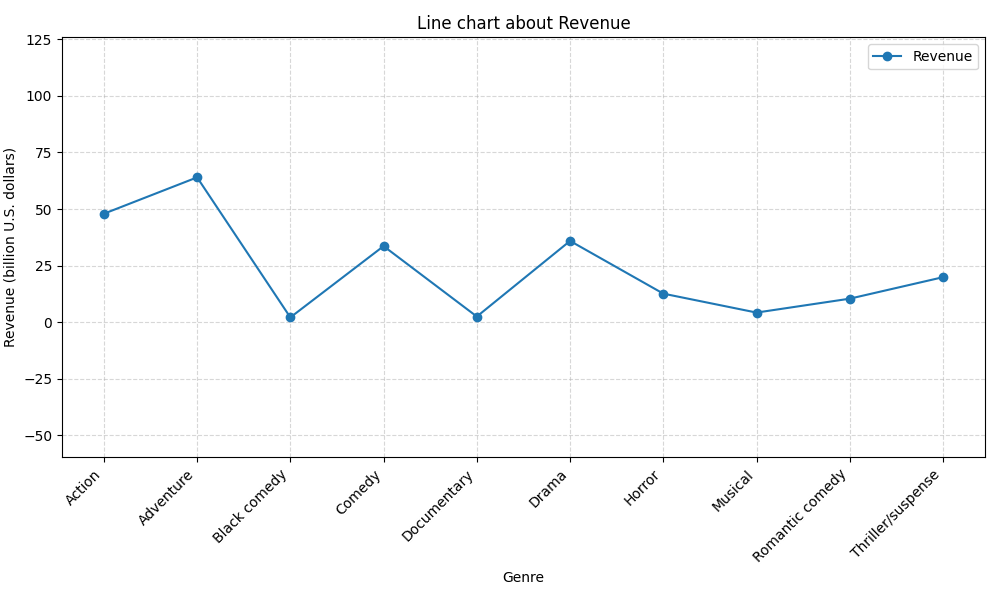 Line chart about Revenue
Revenue
Revenue (billion U.S. dollars)
125
100
75
50
25
0
−25
−50
Action
Adventure
Black comedy
Comedy
Documentary
Drama
Horror
Musical
Romantic comedy
Thriller/suspense
Genre